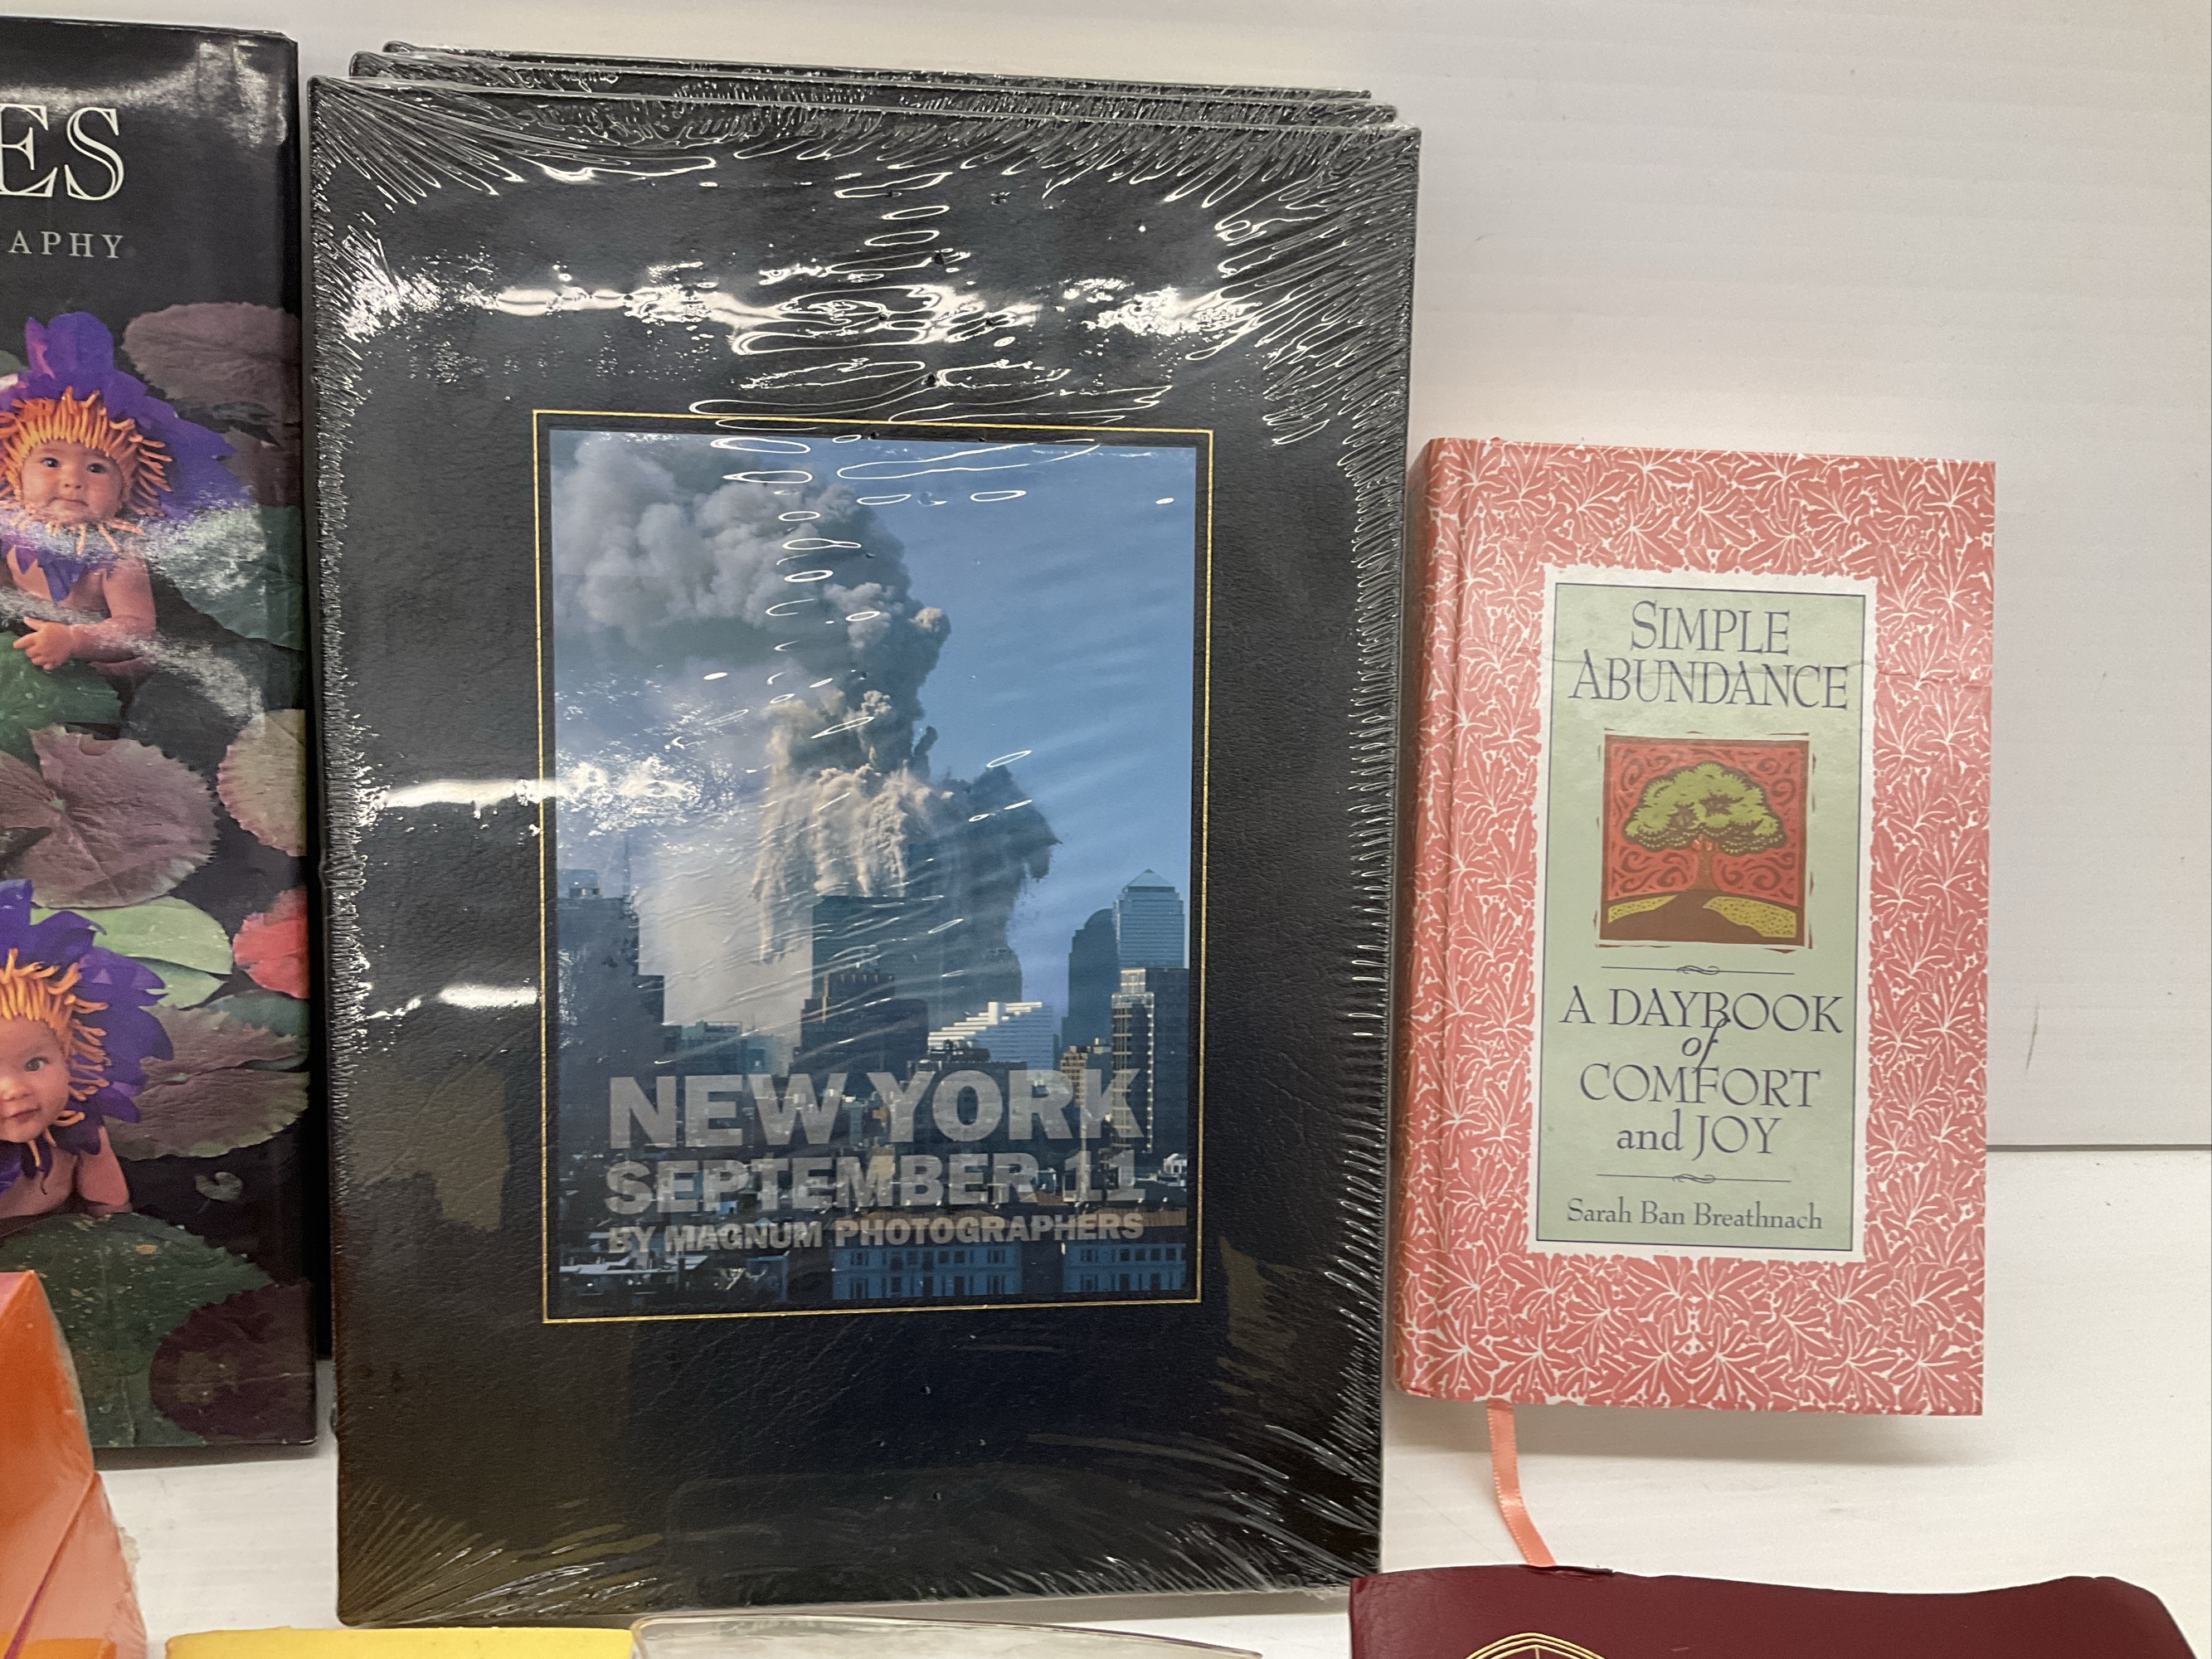 ES
APHY
NEW YORK
SEPTEMBER 11
BY MAGNUM PHOTOGRAPHERS
SIMPLE
ABUNDANCE
A DAYBOOK
of
COMFORT
and JOY
Sarah Ban Breathnach